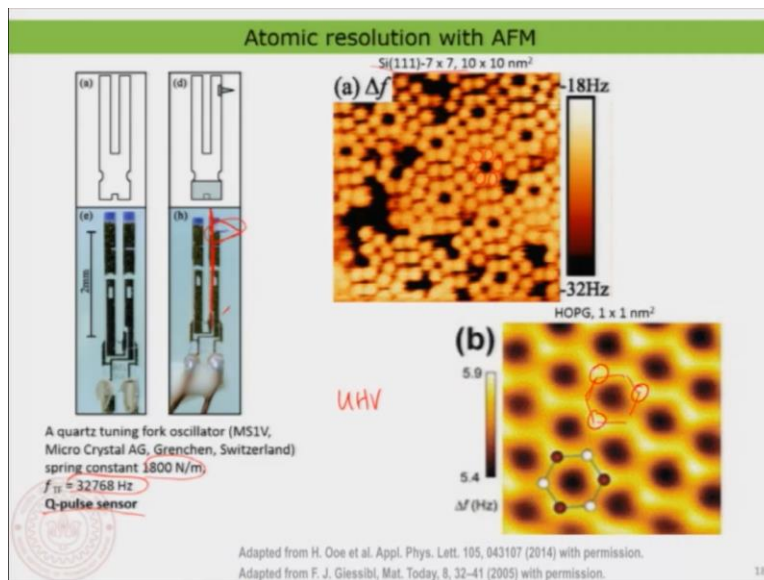 Atomic resolution with AFM
(a)
(d)
(e)
(h)
2mm
A quartz tuning fork oscillator (MS1V,
Micro Crystal AG, Grenchen, Switzerland)
spring constant 1800 N/m,
f TF = 32768 Hz
Q-pulse sensor
Si(111)-7 x 7, 10 x 10 nm²
(a) Δf
-18Hz
-32Hz
HOPG, 1 x 1 nm²
(b)
5.9
5.4
Δf (Hz)
UHV
Adapted from H. Ooe et al. Appl. Phys. Lett. 105, 043107 (2014) with permission.
Adapted from F. J. Giessibl, Mat. Today, 8, 32–41 (2005) with permission.